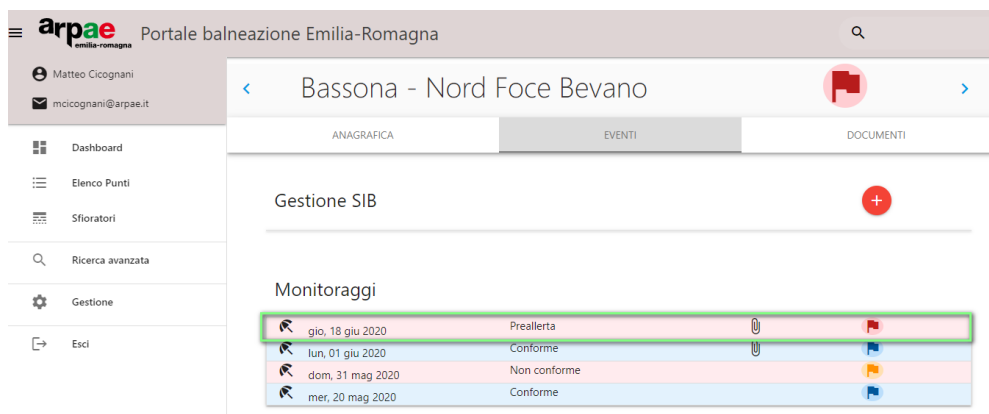 arpae
emilia-romagna
Portale balneazione Emilia-Romagna
Matteo Cicognani
mcicognani@arpae.it
Bassona - Nord Foce Bevano
ANAGRAFICA EVENTI DOCUMENTI
Dashboard
Elenco Punti
Sfioratori
Ricerca avanzata
Gestione
Esci
Gestione SIB
Monitoraggi
gio, 18 giu 2020 Preallerta
lun, 01 giu 2020 Conforme
dom, 31 mag 2020 Non conforme
mer, 20 mag 2020 Conforme